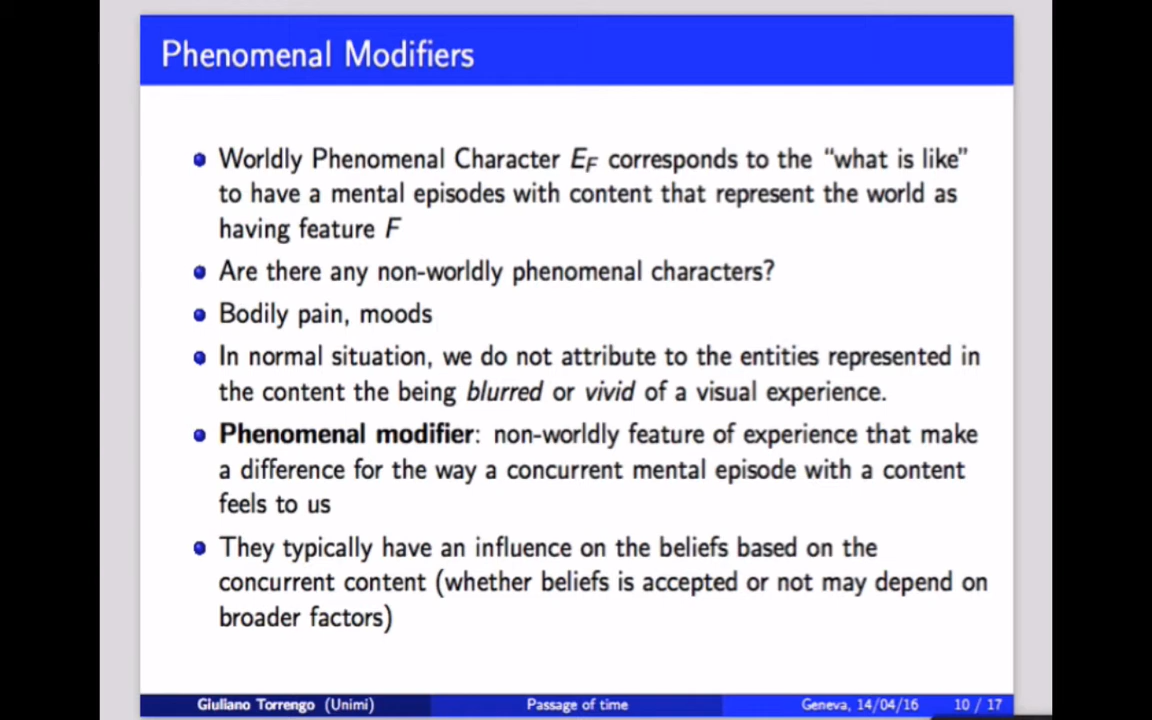 Phenomenal Modifiers
Worldly Phenomenal Character E_F corresponds to the “what is like”
to have a mental episodes with content that represent the world as
having feature F
Are there any non-worldly phenomenal characters?
Bodily pain, moods
In normal situation, we do not attribute to the entities represented in
the content the being blurred or vivid of a visual experience.
Phenomenal modifier: non-worldly feature of experience that make
a difference for the way a concurrent mental episode with a content
feels to us
They typically have an influence on the beliefs based on the
concurrent content (whether beliefs is accepted or not may depend on
broader factors)
Giuliano Torrengo (Unimi) Passage of time Geneva, 14/04/16 10 / 17